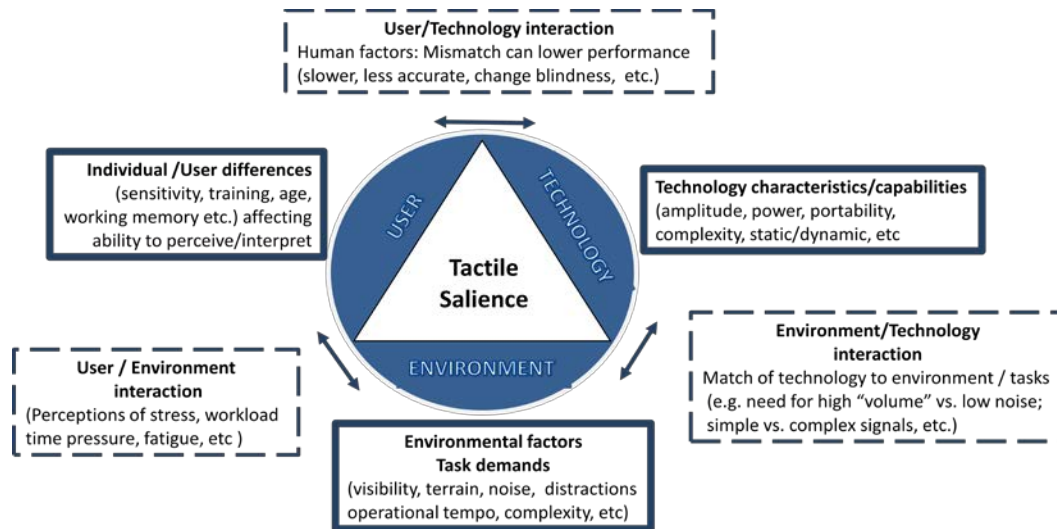 User/Technology interaction
Human factors: Mismatch can lower performance
(slower, less accurate, change blindness, etc.)
Individual /User differences
(sensitivity, training, age,
working memory etc.) affecting
ability to perceive/interpret
USER
TECHNOLOGY
Technology characteristics/capabilities
(amplitude, power, portability,
complexity, static/dynamic, etc
Tactile
Salience
ENVIRONMENT
User / Environment
interaction
(Perceptions of stress, workload
time pressure, fatigue, etc )
Environment/Technology
interaction
Match of technology to environment / tasks
(e.g. need for high “volume” vs. low noise;
simple vs. complex signals, etc.)
Environmental factors
Task demands
(visibility, terrain, noise, distractions
operational tempo, complexity, etc)